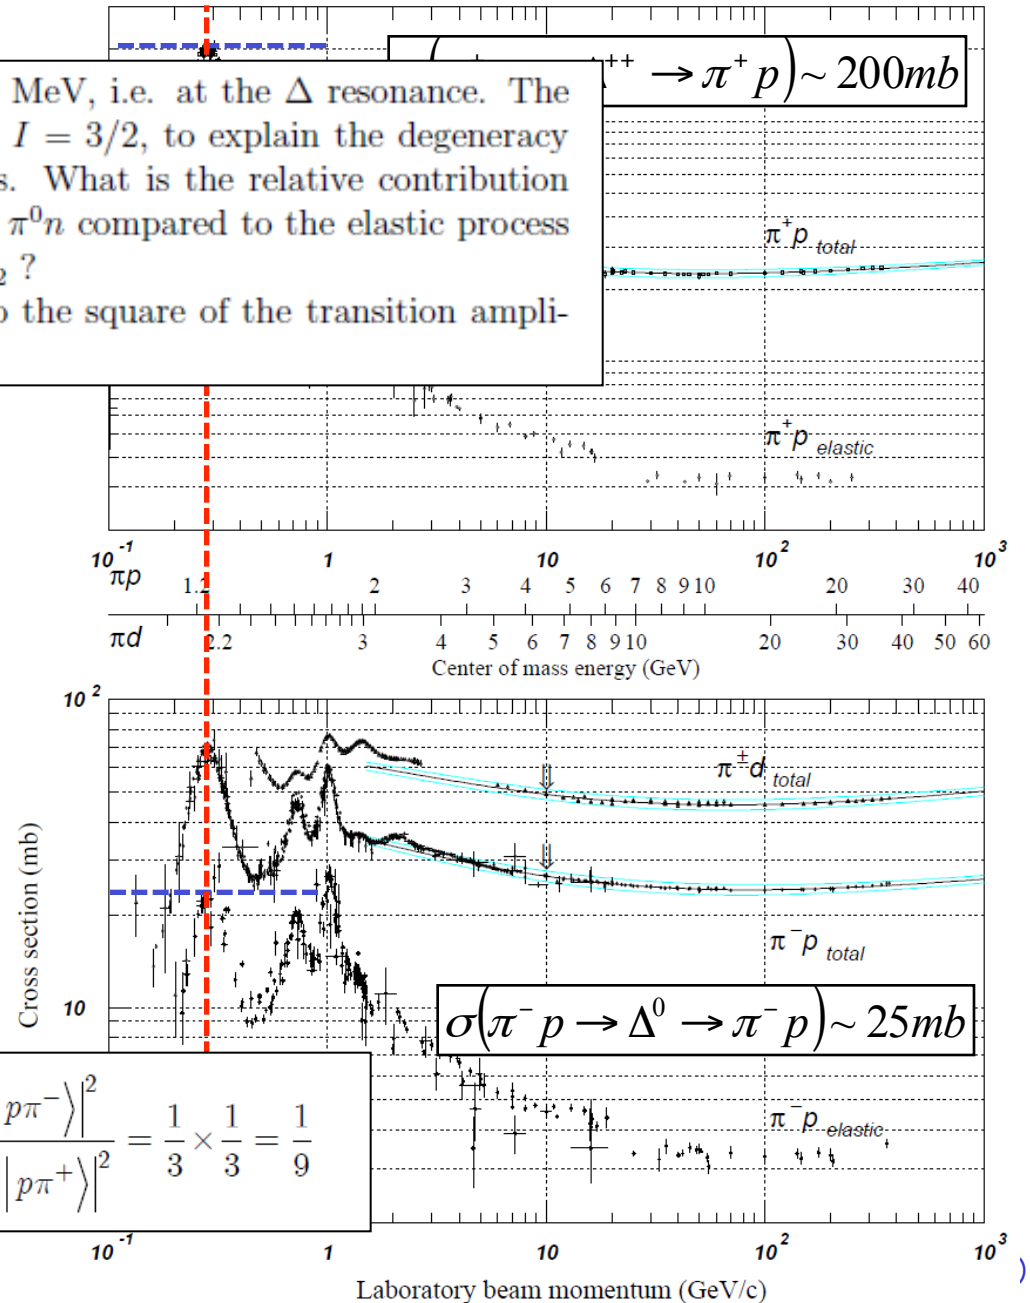 ++ → π⁺ p) ~ 200mb
MeV, i.e. at the Δ resonance. The
I = 3/2, to explain the degeneracy
s. What is the relative contribution
π⁰n compared to the elastic process
2 ?
o the square of the transition ampli-
π⁺p total
π⁺p elastic
10⁻¹ 1 10 10² 10³
πp 1.2 2 3 4 5 6 7 8 9 10 20 30 40
πd 2.2 3 4 5 6 7 8 9 10 20 30 40 50 60
Center of mass energy (GeV)
10²
π±d total
Cross section (mb)
π⁻p total
10
σ(π⁻ p → Δ⁰ → π⁻ p) ~ 25mb
pπ⁻⟩|² / |pπ⁺⟩|² = 1/3 × 1/3 = 1/9
π⁻p elastic
10⁻¹ 1 10 10² 10³
Laboratory beam momentum (GeV/c)
)